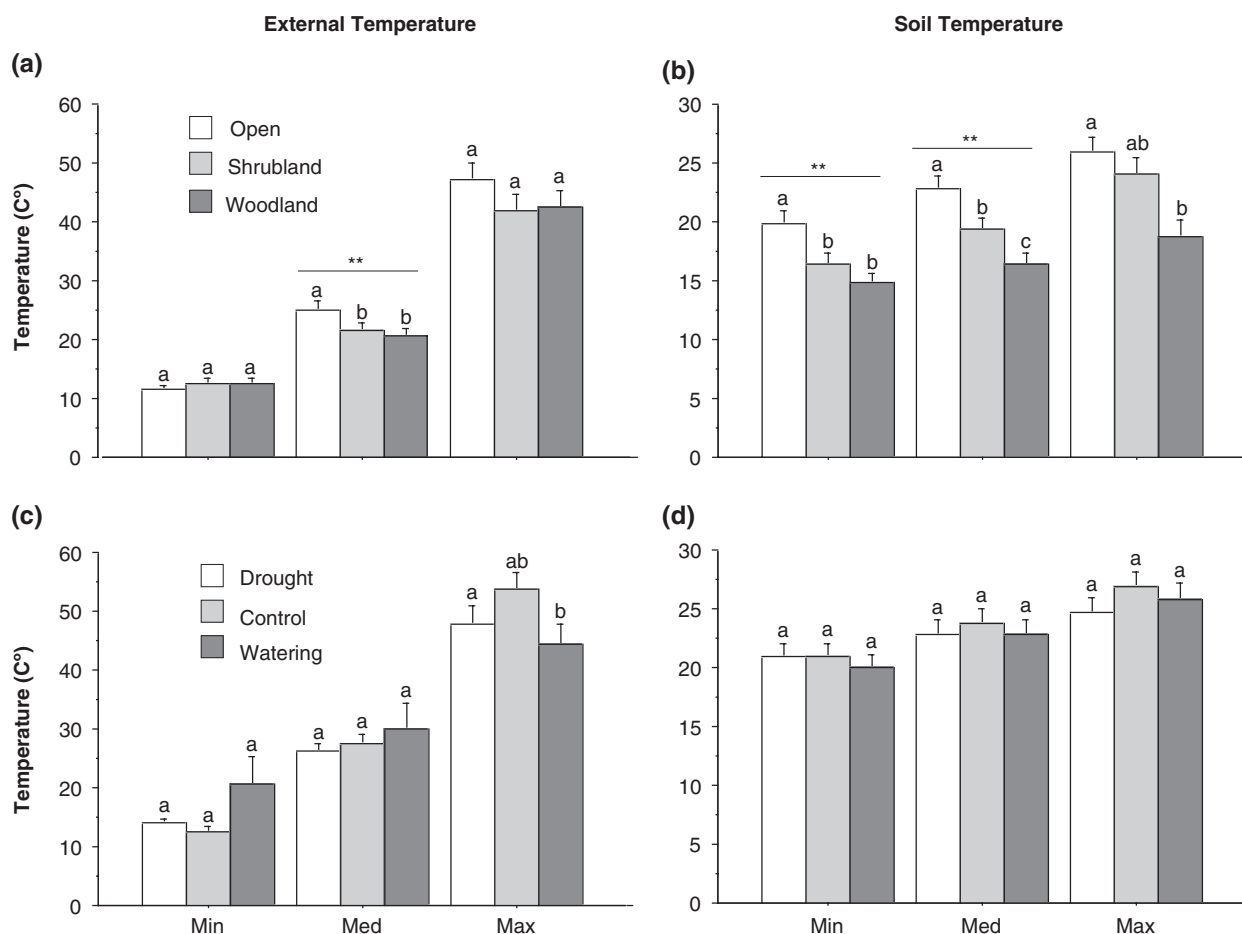 External Temperature
Soil Temperature
(a)
60
50
40
30
20
10
0
Temperature (Cº)
Open
Shrubland
Woodland
a
a
a
**
a
b
b
a
a
a
(b)
30
25
20
15
10
5
0
**
a
b
b
**
a
b
c
a
ab
b
(c)
60
50
40
30
20
10
0
Temperature (Cº)
Drought
Control
Watering
a
a
a
a
a
a
a
ab
b
Min
Med
Max
(d)
30
25
20
15
10
5
0
a
a
a
a
a
a
a
a
a
Min
Med
Max